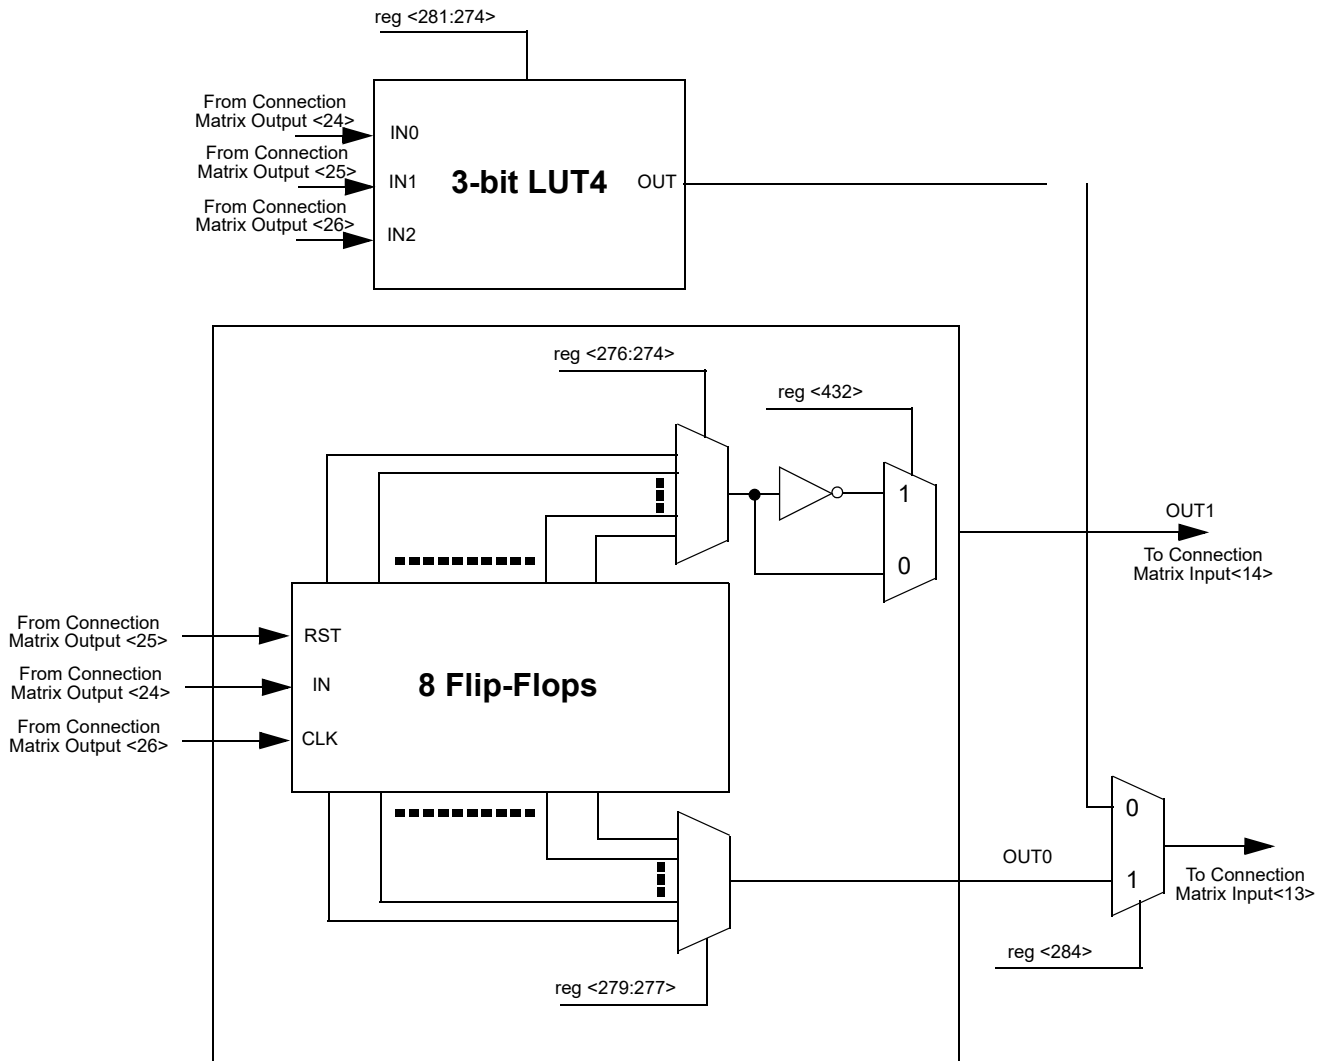 reg <281:274>
From Connection
Matrix Output <24>
IN0
From Connection
Matrix Output <25>
IN1
3-bit LUT4
OUT
From Connection
Matrix Output <26>
IN2
reg <276:274>
reg <432>
1
0
OUT1
To Connection
Matrix Input<14>
From Connection
Matrix Output <25>
RST
From Connection
Matrix Output <24>
IN
8 Flip-Flops
From Connection
Matrix Output <26>
CLK
0
OUT0
1
To Connection
Matrix Input<13>
reg <284>
reg <279:277>